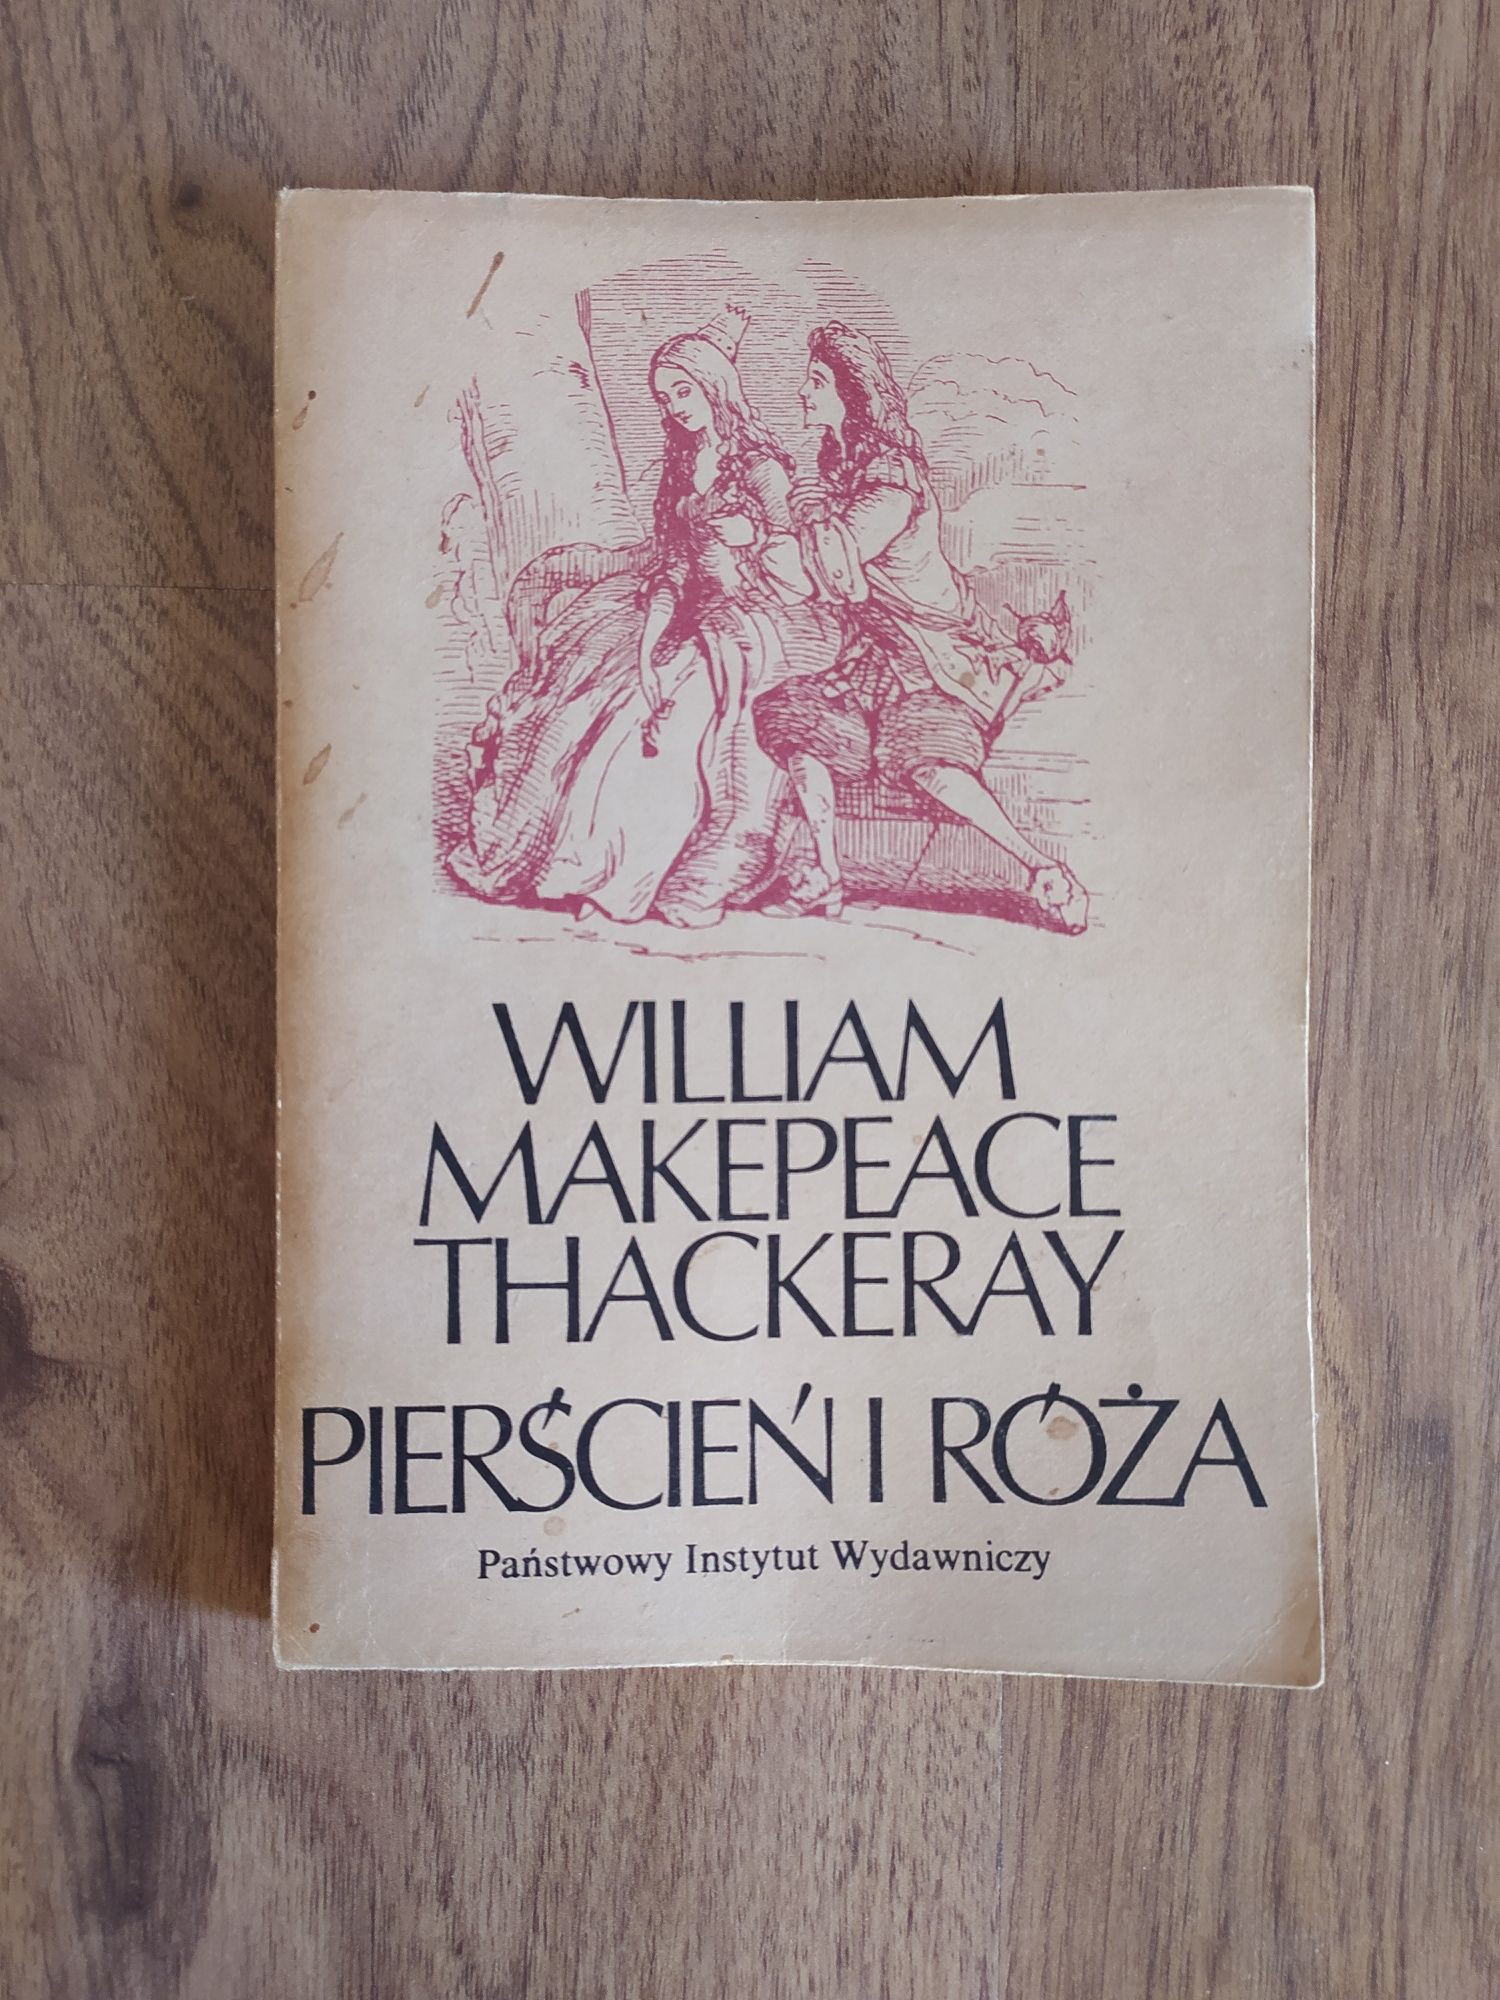 WILLIAM
MAKEPEACE
THACKERAY
PIERŚCIEŃ I RÓŻA
Państwowy Instytut Wydawniczy